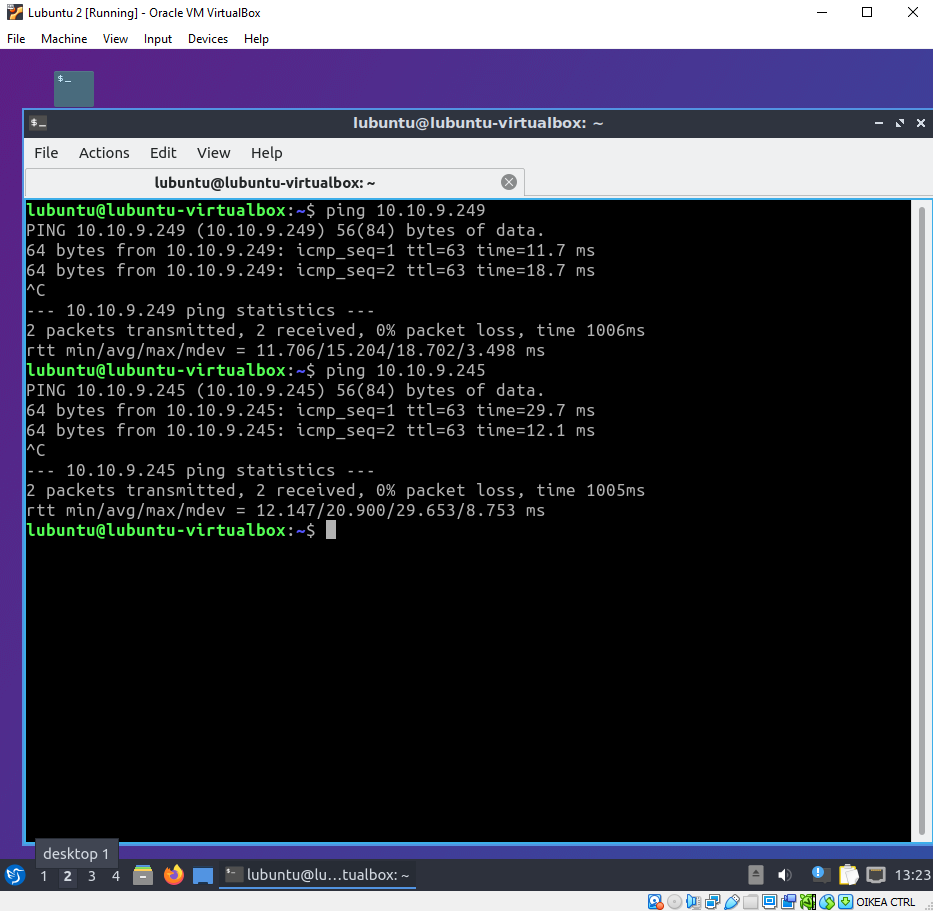 Lubuntu 2 [Running] - Oracle VM VirtualBox
File Machine View Input Devices Help
$_
$_ lubuntu@lubuntu-virtualbox: ~
File Actions Edit View Help
lubuntu@lubuntu-virtualbox: ~
lubuntu@lubuntu-virtualbox:~$ ping 10.10.9.249
PING 10.10.9.249 (10.10.9.249) 56(84) bytes of data.
64 bytes from 10.10.9.249: icmp_seq=1 ttl=63 time=11.7 ms
64 bytes from 10.10.9.249: icmp_seq=2 ttl=63 time=18.7 ms
^C
--- 10.10.9.249 ping statistics ---
2 packets transmitted, 2 received, 0% packet loss, time 1006ms
rtt min/avg/max/mdev = 11.706/15.204/18.702/3.498 ms
lubuntu@lubuntu-virtualbox:~$ ping 10.10.9.245
PING 10.10.9.245 (10.10.9.245) 56(84) bytes of data.
64 bytes from 10.10.9.245: icmp_seq=1 ttl=63 time=29.7 ms
64 bytes from 10.10.9.245: icmp_seq=2 ttl=63 time=12.1 ms
^C
--- 10.10.9.245 ping statistics ---
2 packets transmitted, 2 received, 0% packet loss, time 1005ms
rtt min/avg/max/mdev = 12.147/20.900/29.653/8.753 ms
lubuntu@lubuntu-virtualbox:~$
desktop 1
1 2 3 4 lubuntu@lu...tualbox: ~ 13:23
OIKEA CTRL